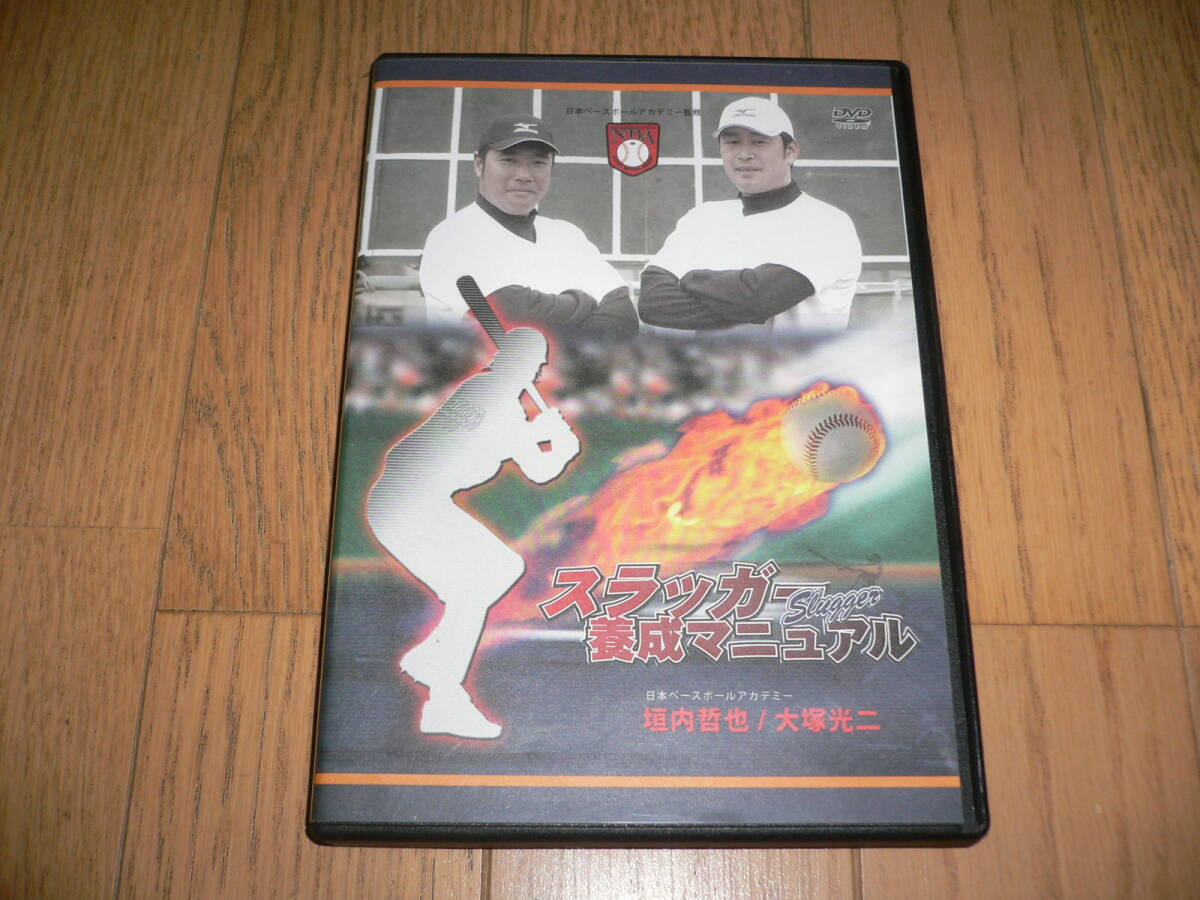 日本ベースボールアカデミー監修
NBA
DVD
VIDEO
スラッガー
Slugger
養成マニュアル
日本ベースボールアカデミー
垣内哲也 / 大塚光二